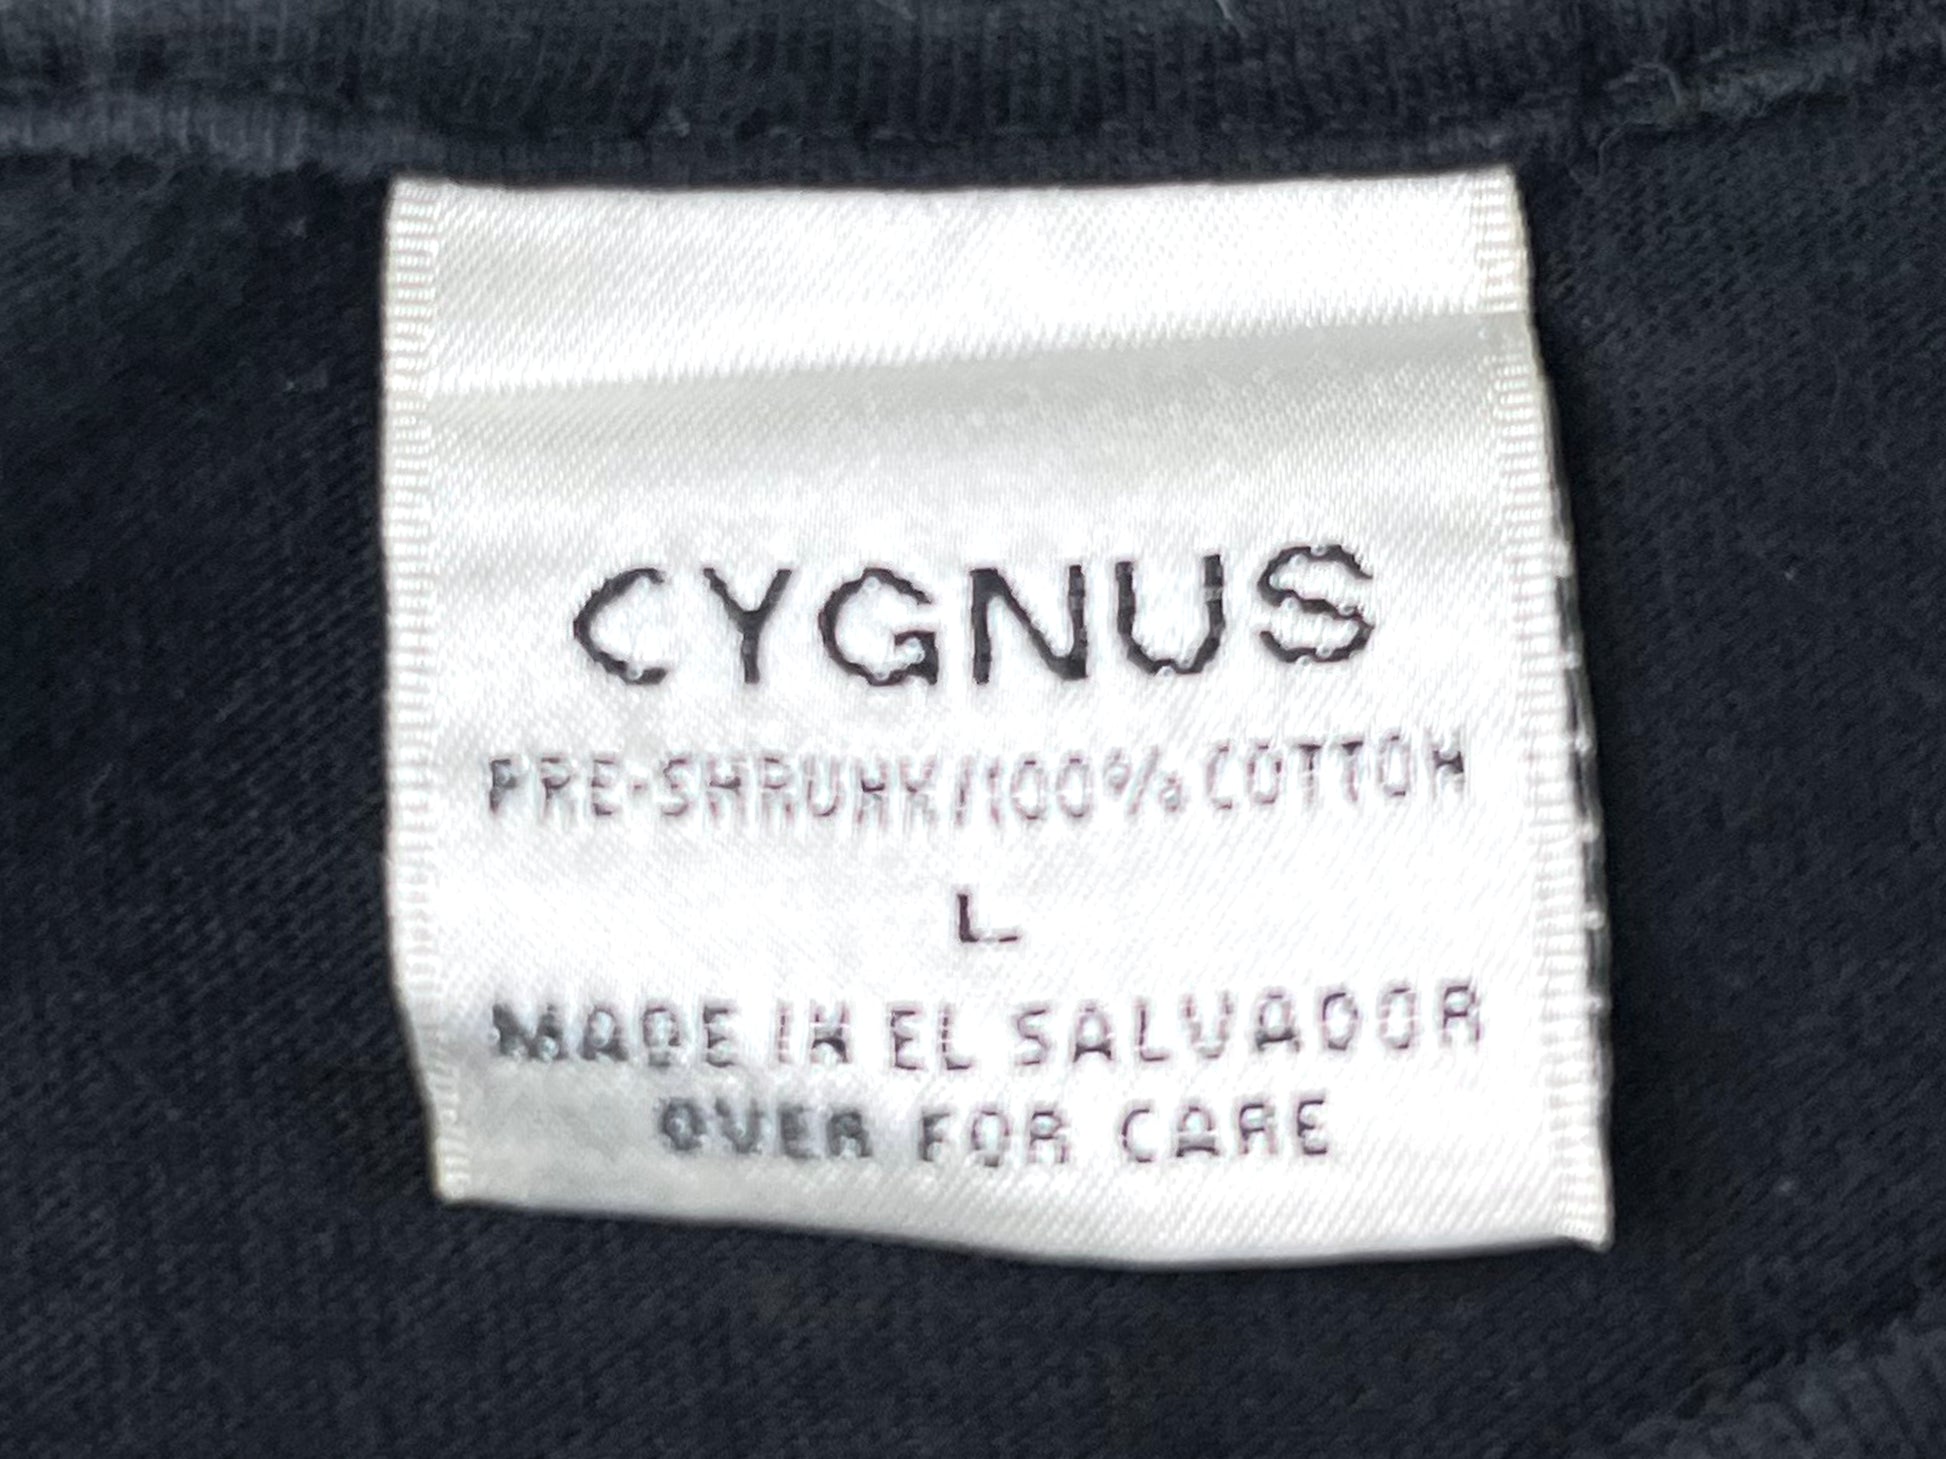 CYGNUS
PRE-SHRUNK/100% COTTON
L
MADE IN EL SALVADOR
OVER FOR CARE